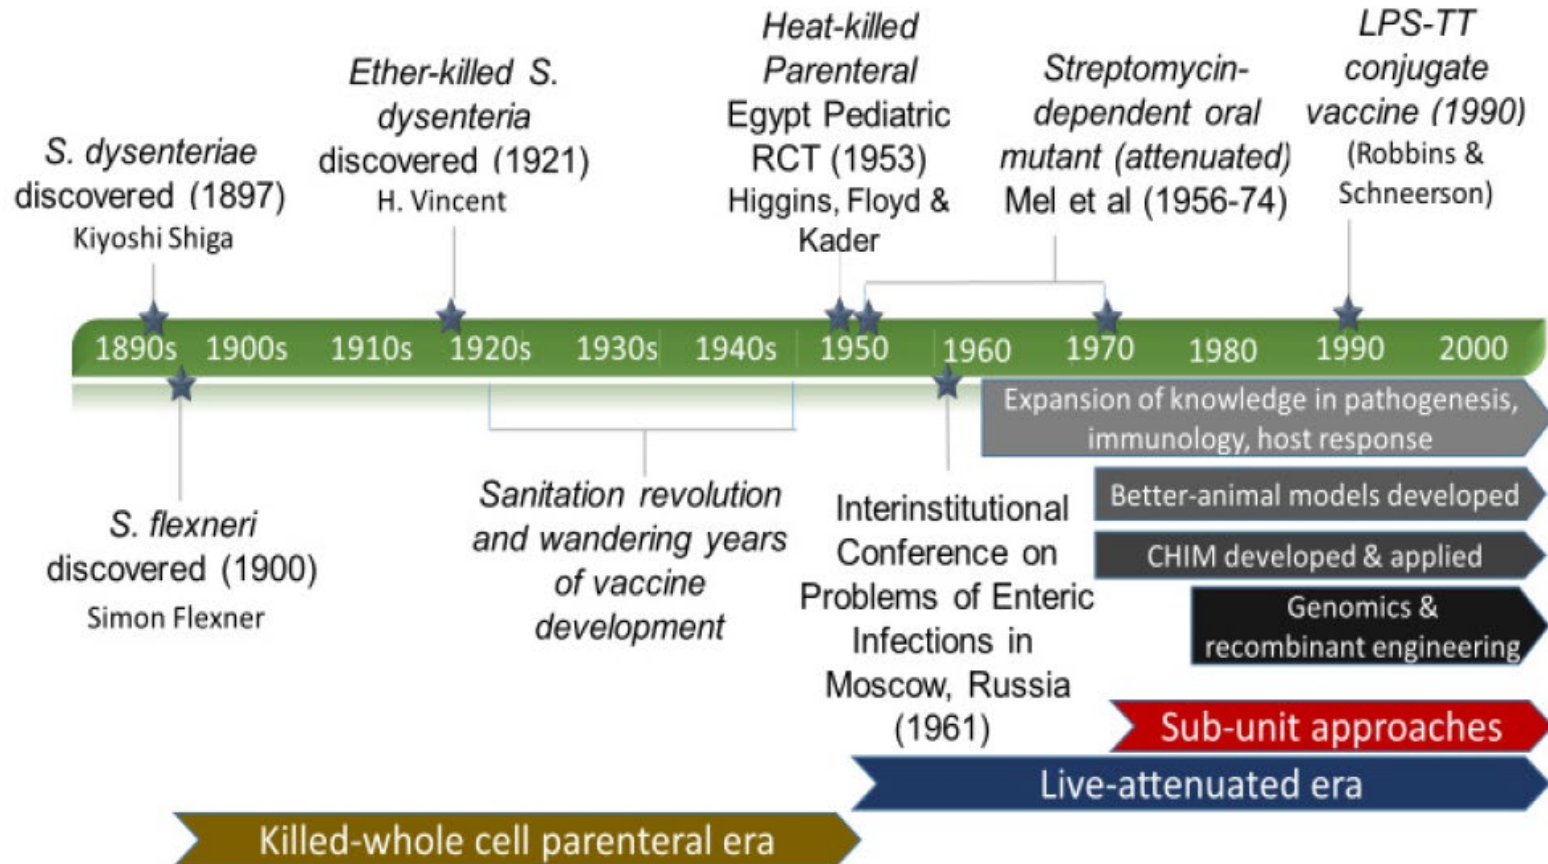 S. dysenteriae
discovered (1897)
Kiyoshi Shiga
Ether-killed S.
dysenteria
discovered (1921)
H. Vincent
Heat-killed
Parenteral
Egypt Pediatric
RCT (1953)
Higgins, Floyd &
Kader
Streptomycin-
dependent oral
mutant (attenuated)
Mel et al (1956-74)
LPS-TT
conjugate
vaccine (1990)
(Robbins &
Schneerson)
1890s 1900s 1910s 1920s 1930s 1940s 1950 1960 1970 1980 1990 2000
S. flexneri
discovered (1900)
Simon Flexner
Sanitation revolution
and wandering years
of vaccine
development
Interinstitutional
Conference on
Problems of Enteric
Infections in
Moscow, Russia
(1961)
Expansion of knowledge in pathogenesis,
immunology, host response
Better-animal models developed
CHIM developed & applied
Genomics &
recombinant engineering
Sub-unit approaches
Live-attenuated era
Killed-whole cell parenteral era